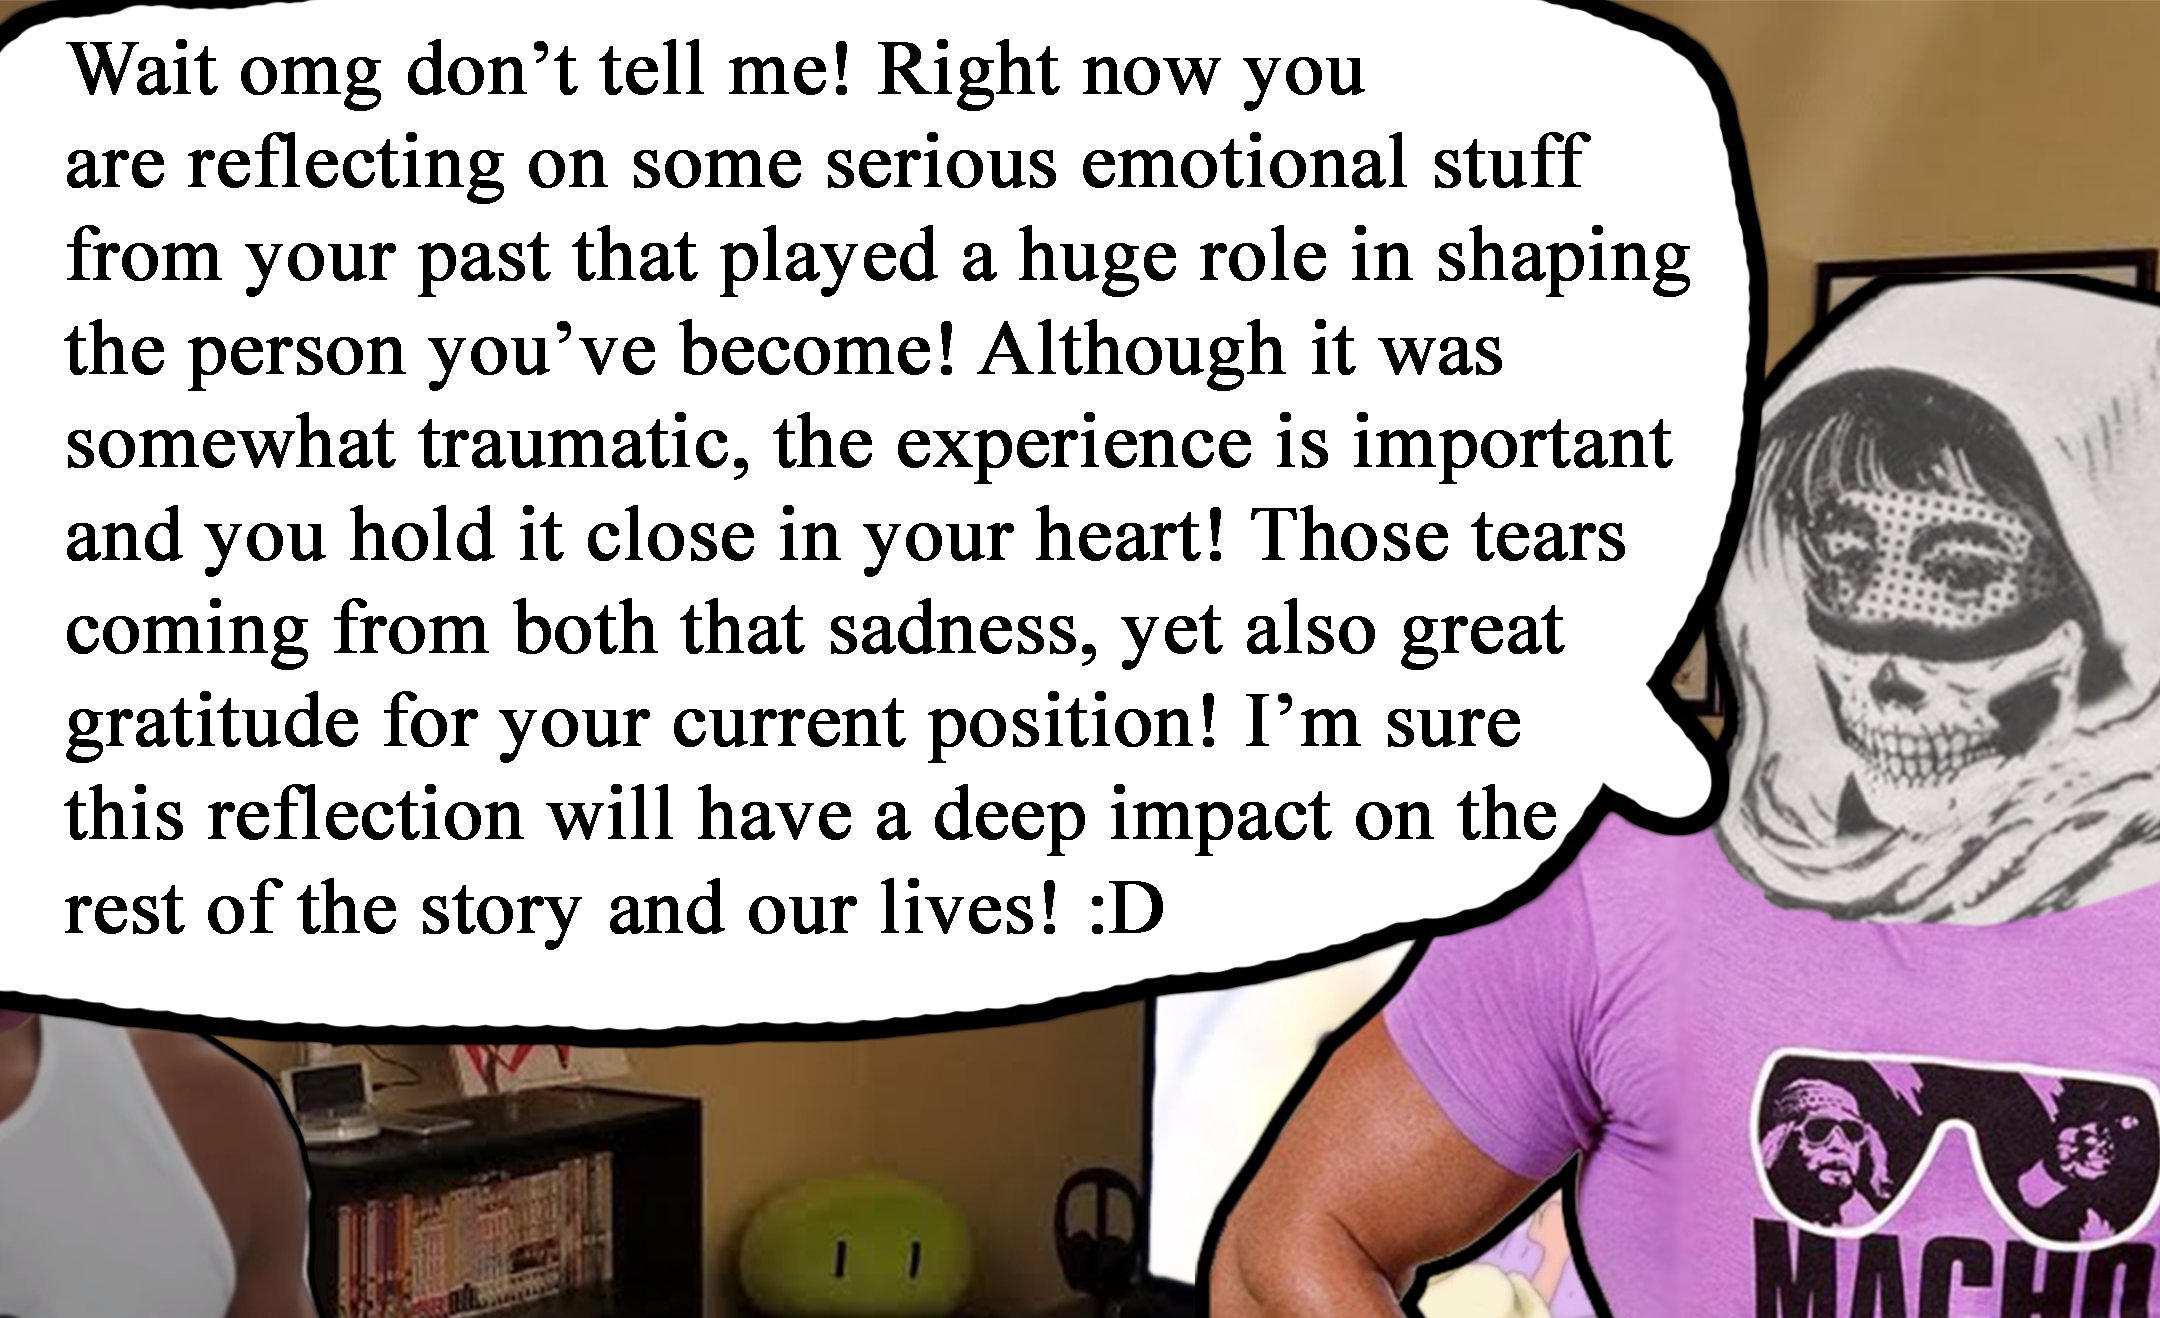 Wait omg don’t tell me! Right now you
are reflecting on some serious emotional stuff
from your past that played a huge role in shaping
the person you’ve become! Although it was
somewhat traumatic, the experience is important
and you hold it close in your heart! Those tears
coming from both that sadness, yet also great
gratitude for your current position! I’m sure
this reflection will have a deep impact on the
rest of the story and our lives! :D
MACHO